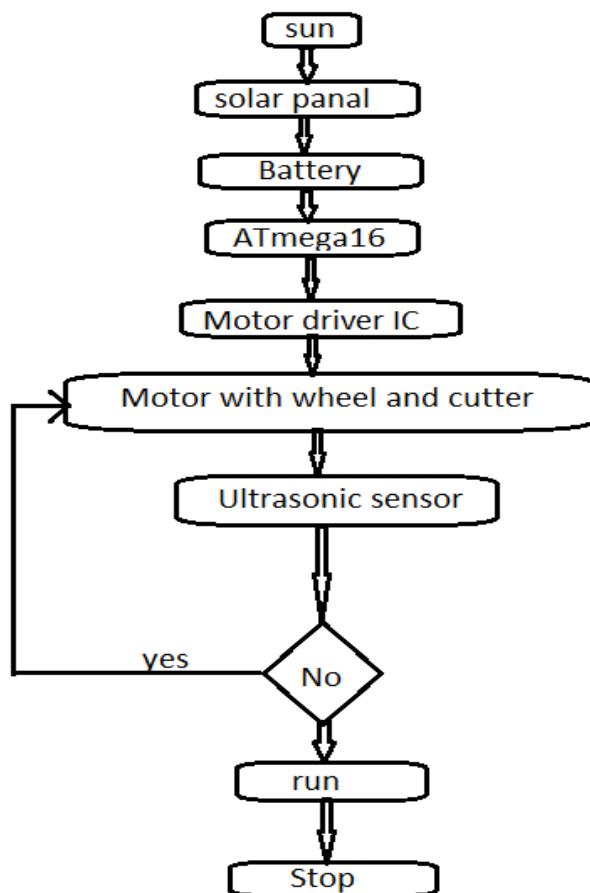 sun
solar panal
Battery
ATmega16
Motor driver IC
Motor with wheel and cutter
Ultrasonic sensor
yes
No
run
Stop